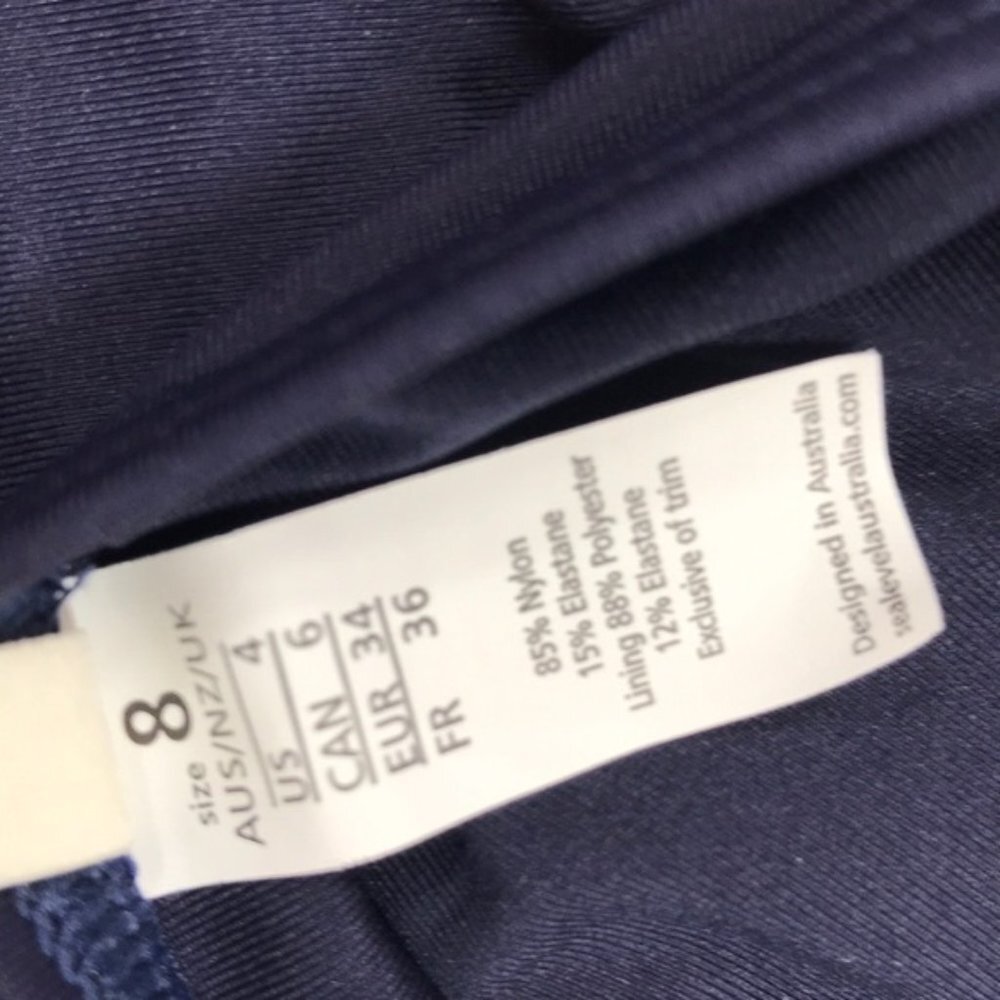 8
size
AUS/NZ/UK
US 4
CAN 6
EUR 34
FR 36
85% Nylon
15% Elastane
Lining 88% Polyester
12% Elastane
Exclusive of trim
Designed in Australia
sealevelaustralia.com